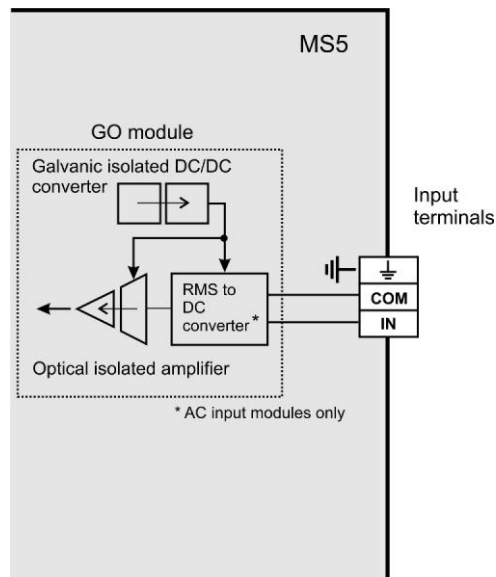 MS5
GO module
Galvanic isolated DC/DC
converter
Input
terminals
RMS to
DC
converter*
COM
IN
Optical isolated amplifier
* AC input modules only